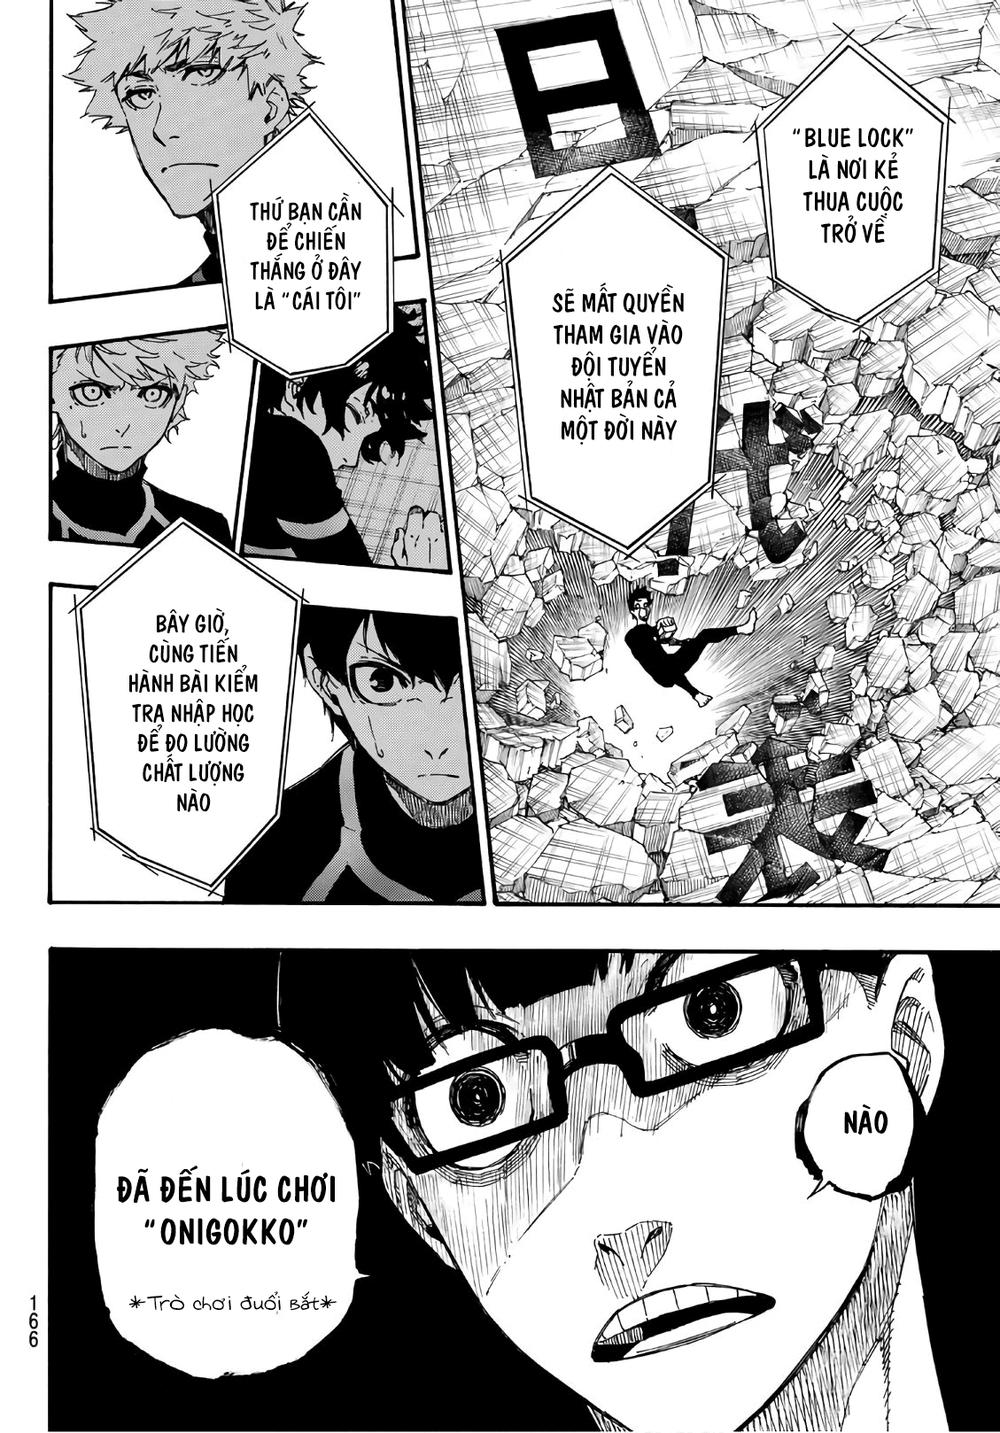 "BLUE LOCK"
LÀ NƠI KẺ
THUA CUỘC
TRỞ VỀ
SẼ MẤT QUYỀN
THAM GIA VÀO
ĐỘI TUYỂN
NHẬT BẢN CẢ
MỘT ĐỜI NÀY
日
代
表
THỨ BẠN CẦN
ĐỂ CHIẾN
THẮNG Ở ĐÂY
LÀ "CÁI TÔI"
BÂY GIỜ,
CÙNG TIẾN
HÀNH BÀI KIỂM
TRA NHẬP HỌC
ĐỂ ĐO LƯỜNG
CHẤT LƯỢNG
NÀO
NÀO
ĐÃ ĐẾN LÚC CHƠI
"ONIGOKKO"
*Trò chơi đuổi bắt*
166